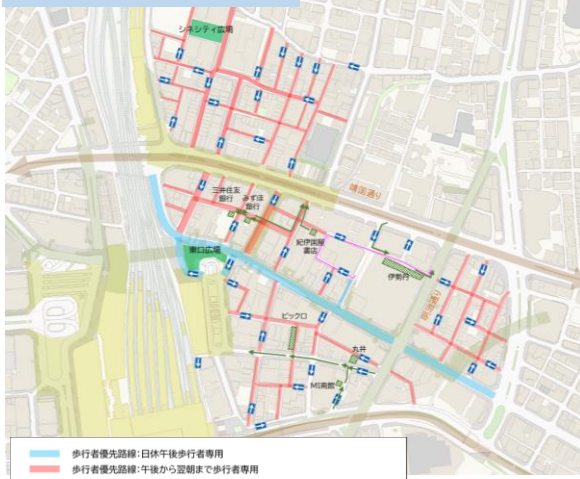 シネシティ広場
靖国通り
三井住友
銀行
みずほ
銀行
紀伊国屋
書店
東口広場
伊勢丹
明治通り
ビックロ
丸井
M1南館
歩行者優先路線：日休午後歩行者専用
歩行者優先路線：午後から翌朝まで歩行者専用